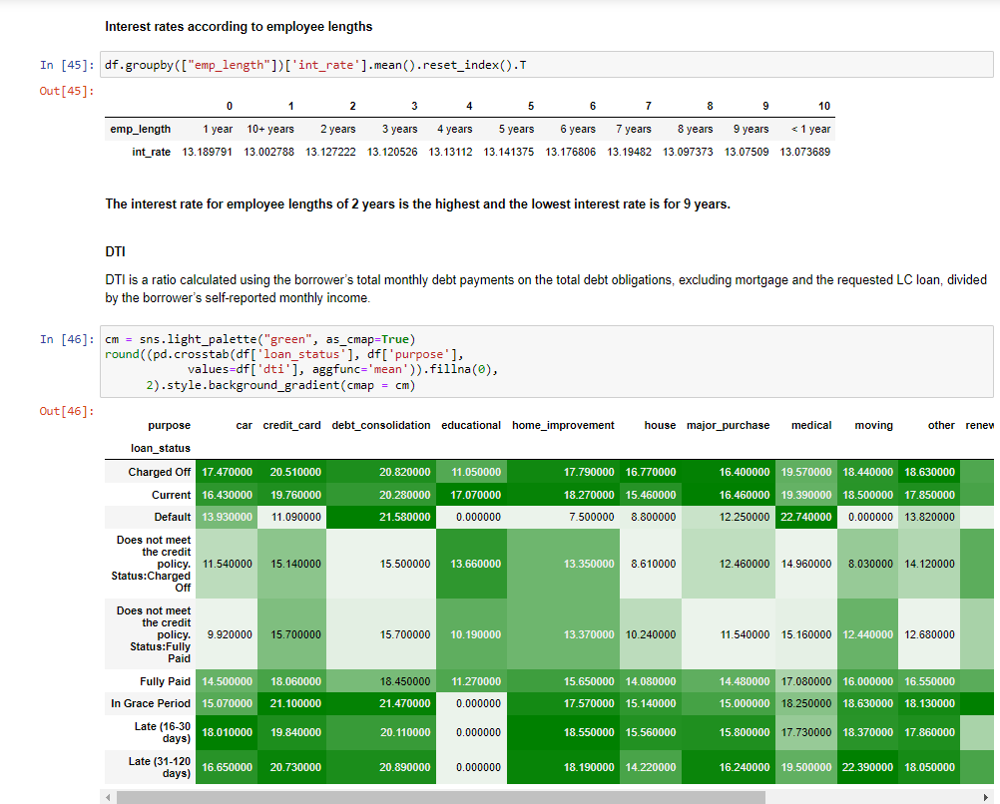 Interest rates according to employee lengths
In [45]: df.groupby(["emp_length"])['int_rate'].mean().reset_index().T
Out[45]:
0 1 2 3 4 5 6 7 8 9 10
emp_length 1 year 10+ years 2 years 3 years 4 years 5 years 6 years 7 years 8 years 9 years < 1 year
int_rate 13.189791 13.002788 13.127222 13.120526 13.13112 13.141375 13.176806 13.19482 13.097373 13.07509 13.073689
The interest rate for employee lengths of 2 years is the highest and the lowest interest rate is for 9 years.
DTI
DTI is a ratio calculated using the borrower's total monthly debt payments on the total debt obligations, excluding mortgage and the requested LC loan, divided
by the borrower's self-reported monthly income.
In [46]: cm = sns.light_palette("green", as_cmap=True)
round((pd.crosstab(df['loan_status'], df['purpose'],
values=df['dti'], aggfunc='mean')).fillna(0),
2).style.background_gradient(cmap = cm)
Out[46]:
purpose car credit_card debt_consolidation educational home_improvement house major_purchase medical moving other renew
loan_status
Charged Off 17.470000 20.510000 20.820000 11.050000 17.790000 16.770000 16.400000 19.570000 18.440000 18.630000
Current 16.430000 19.760000 20.280000 17.070000 18.270000 15.460000 16.460000 19.390000 18.500000 17.850000
Default 13.930000 11.090000 21.580000 0.000000 7.500000 8.800000 12.250000 22.740000 0.000000 13.820000
Does not meet
the credit
policy. 11.540000 15.140000 15.500000 13.660000 13.350000 8.610000 12.460000 14.960000 8.030000 14.120000
Status:Charged
Off
Does not meet
the credit
policy. 9.920000 15.700000 15.700000 10.190000 13.370000 10.240000 11.540000 15.160000 12.440000 12.680000
Status:Fully
Paid
Fully Paid 14.500000 18.060000 18.450000 11.270000 15.650000 14.080000 14.480000 17.080000 16.000000 16.550000
In Grace Period 15.070000 21.100000 21.470000 0.000000 17.570000 15.140000 15.000000 18.250000 18.630000 18.130000
Late (16-30
days) 18.010000 19.840000 20.110000 0.000000 18.550000 15.560000 15.800000 17.730000 18.370000 17.860000
Late (31-120
days) 16.650000 20.730000 20.890000 0.000000 18.190000 14.220000 16.240000 19.500000 22.390000 18.050000